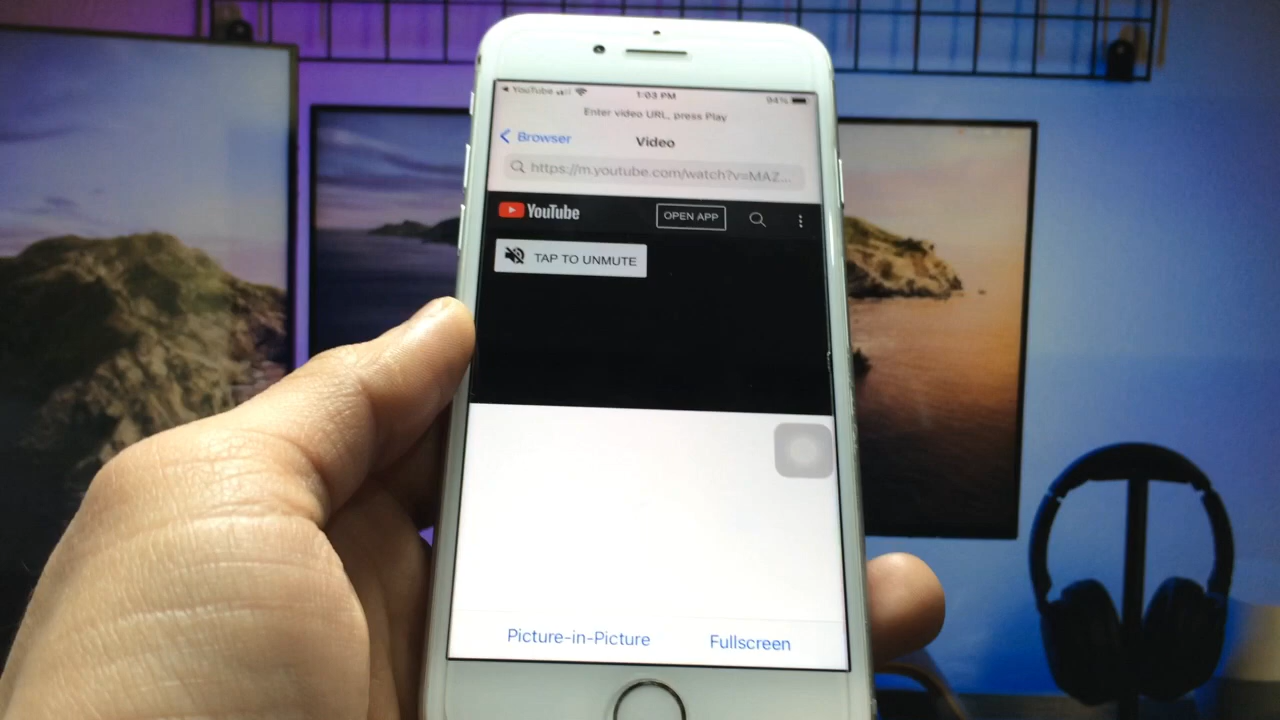 YouTube 1:03 PM 94%
Enter video URL, press Play
Browser Video
https://m.youtube.com/watch?v=MAZ...
YouTube OPEN APP
TAP TO UNMUTE
Picture-in-Picture Fullscreen